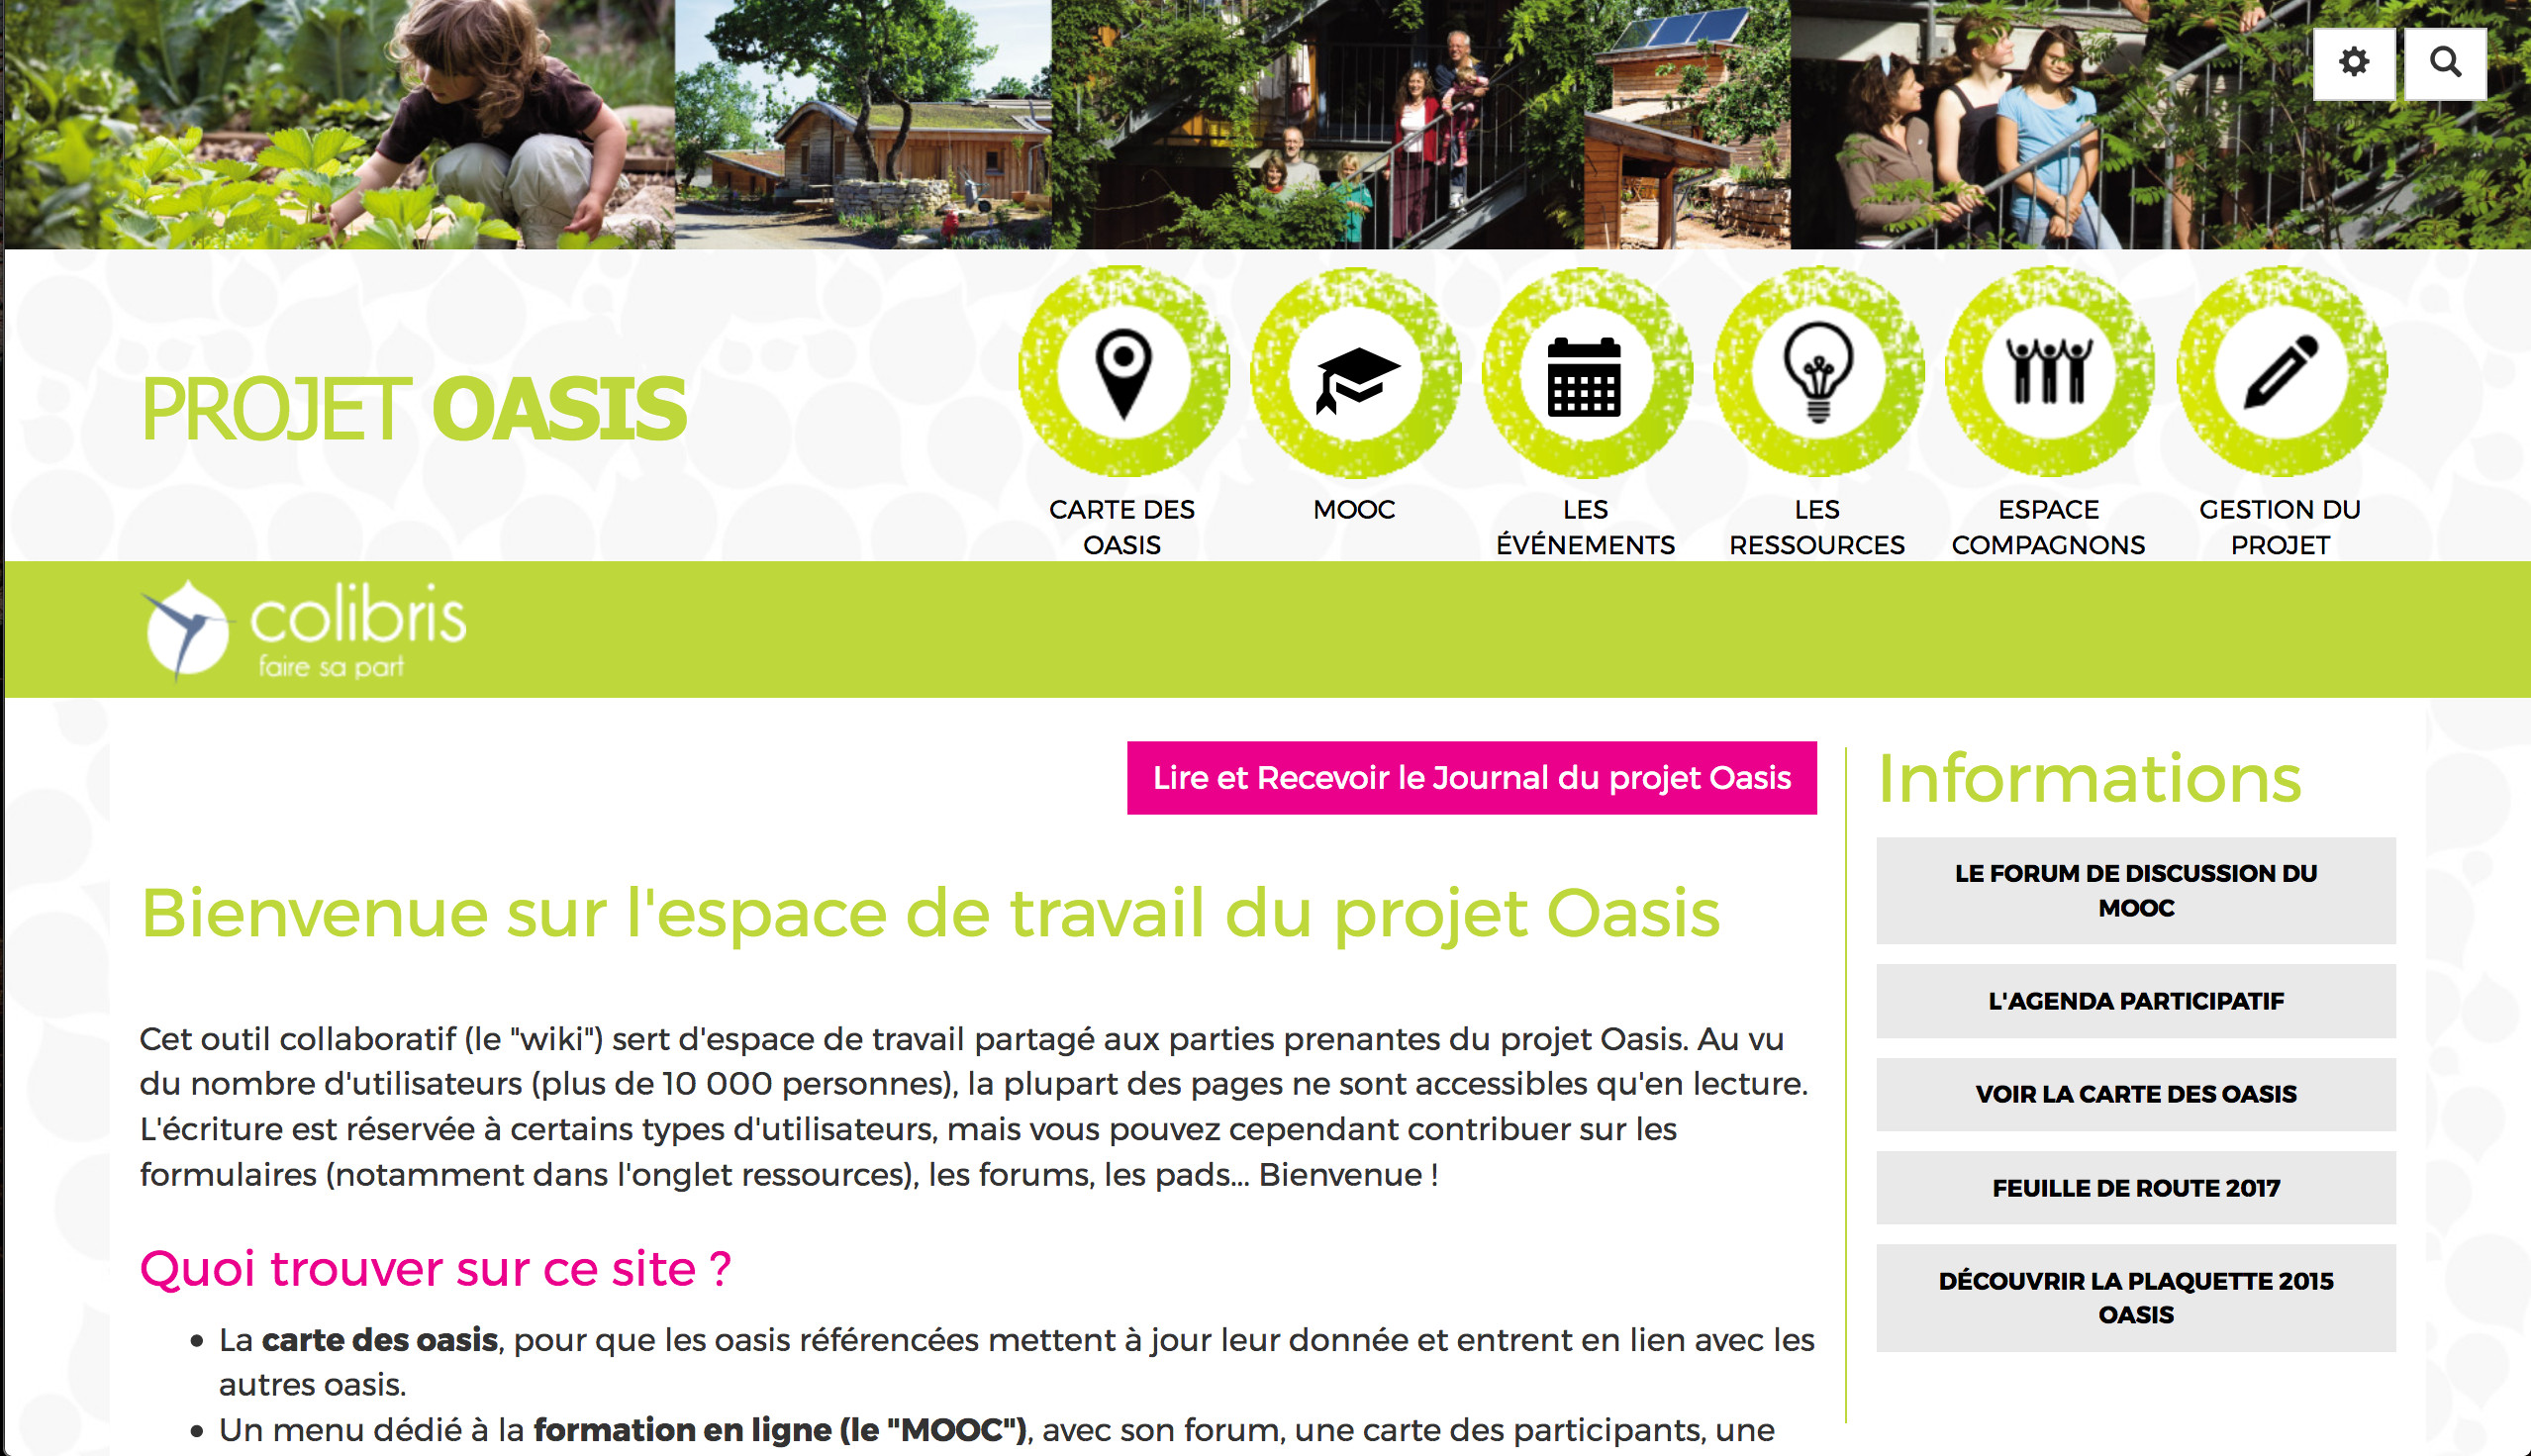 PROJET OASIS
CARTE DES
OASIS
MOOC
LES
ÉVÉNEMENTS
LES
RESSOURCES
ESPACE
COMPAGNONS
GESTION DU
PROJET
colibris
faire sa part
Lire et Recevoir le Journal du projet Oasis
Bienvenue sur l'espace de travail du projet Oasis
Cet outil collaboratif (le "wiki") sert d'espace de travail partagé aux parties prenantes du projet Oasis. Au vu
du nombre d'utilisateurs (plus de 10 000 personnes), la plupart des pages ne sont accessibles qu'en lecture.
L'écriture est réservée à certains types d'utilisateurs, mais vous pouvez cependant contribuer sur les
formulaires (notamment dans l'onglet ressources), les forums, les pads... Bienvenue !
Quoi trouver sur ce site ?
• La carte des oasis, pour que les oasis référencées mettent à jour leur donnée et entrent en lien avec les
autres oasis.
• Un menu dédié à la formation en ligne (le "MOOC"), avec son forum, une carte des participants, une
Informations
LE FORUM DE DISCUSSION DU
MOOC
L'AGENDA PARTICIPATIF
VOIR LA CARTE DES OASIS
FEUILLE DE ROUTE 2017
DÉCOUVRIR LA PLAQUETTE 2015
OASIS